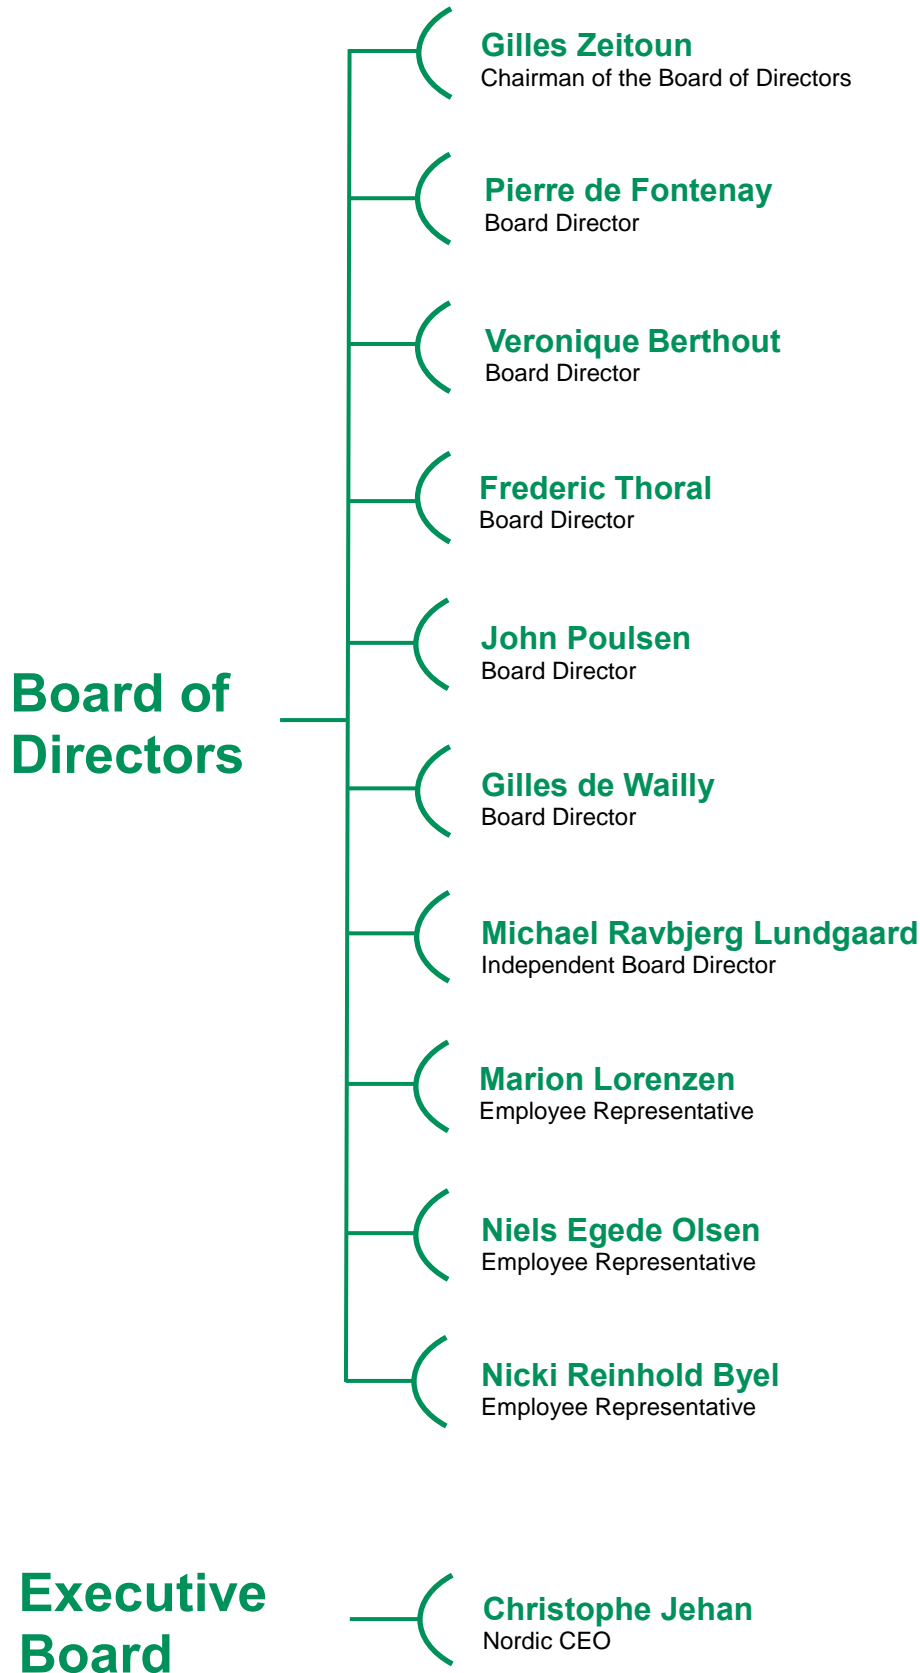 Gilles Zeitoun
Chairman of the Board of Directors
Pierre de Fontenay
Board Director
Veronique Berthout
Board Director
Frederic Thoral
Board Director
John Poulsen
Board Director
Board of
Directors
Gilles de Wailly
Board Director
Michael Ravbjerg Lundgaard
Independent Board Director
Marion Lorenzen
Employee Representative
Niels Egede Olsen
Employee Representative
Nicki Reinhold Byel
Employee Representative
Executive
Board
Christophe Jehan
Nordic CEO